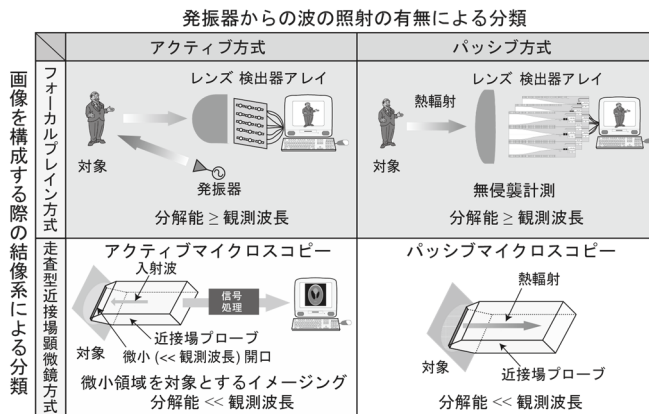 発振器からの波の照射の有無による分類
アクティブ方式
パッシブ方式
画像を構成する際の結像系による分類
フォーカルプレイン方式
レンズ 検出器アレイ
対象
発振器
分解能 ≥ 観測波長
レンズ 検出器アレイ
熱輻射
対象
無侵襲計測
分解能 ≥ 観測波長
走査型近接場顕微鏡方式
アクティブマイクロスコピー
入射波
信号
処理
近接場プローブ
対象
微小 (<< 観測波長) 開口
微小領域を対象とするイメージング
分解能 << 観測波長
パッシブマイクロスコピー
熱輻射
対象
近接場プローブ
分解能 << 観測波長